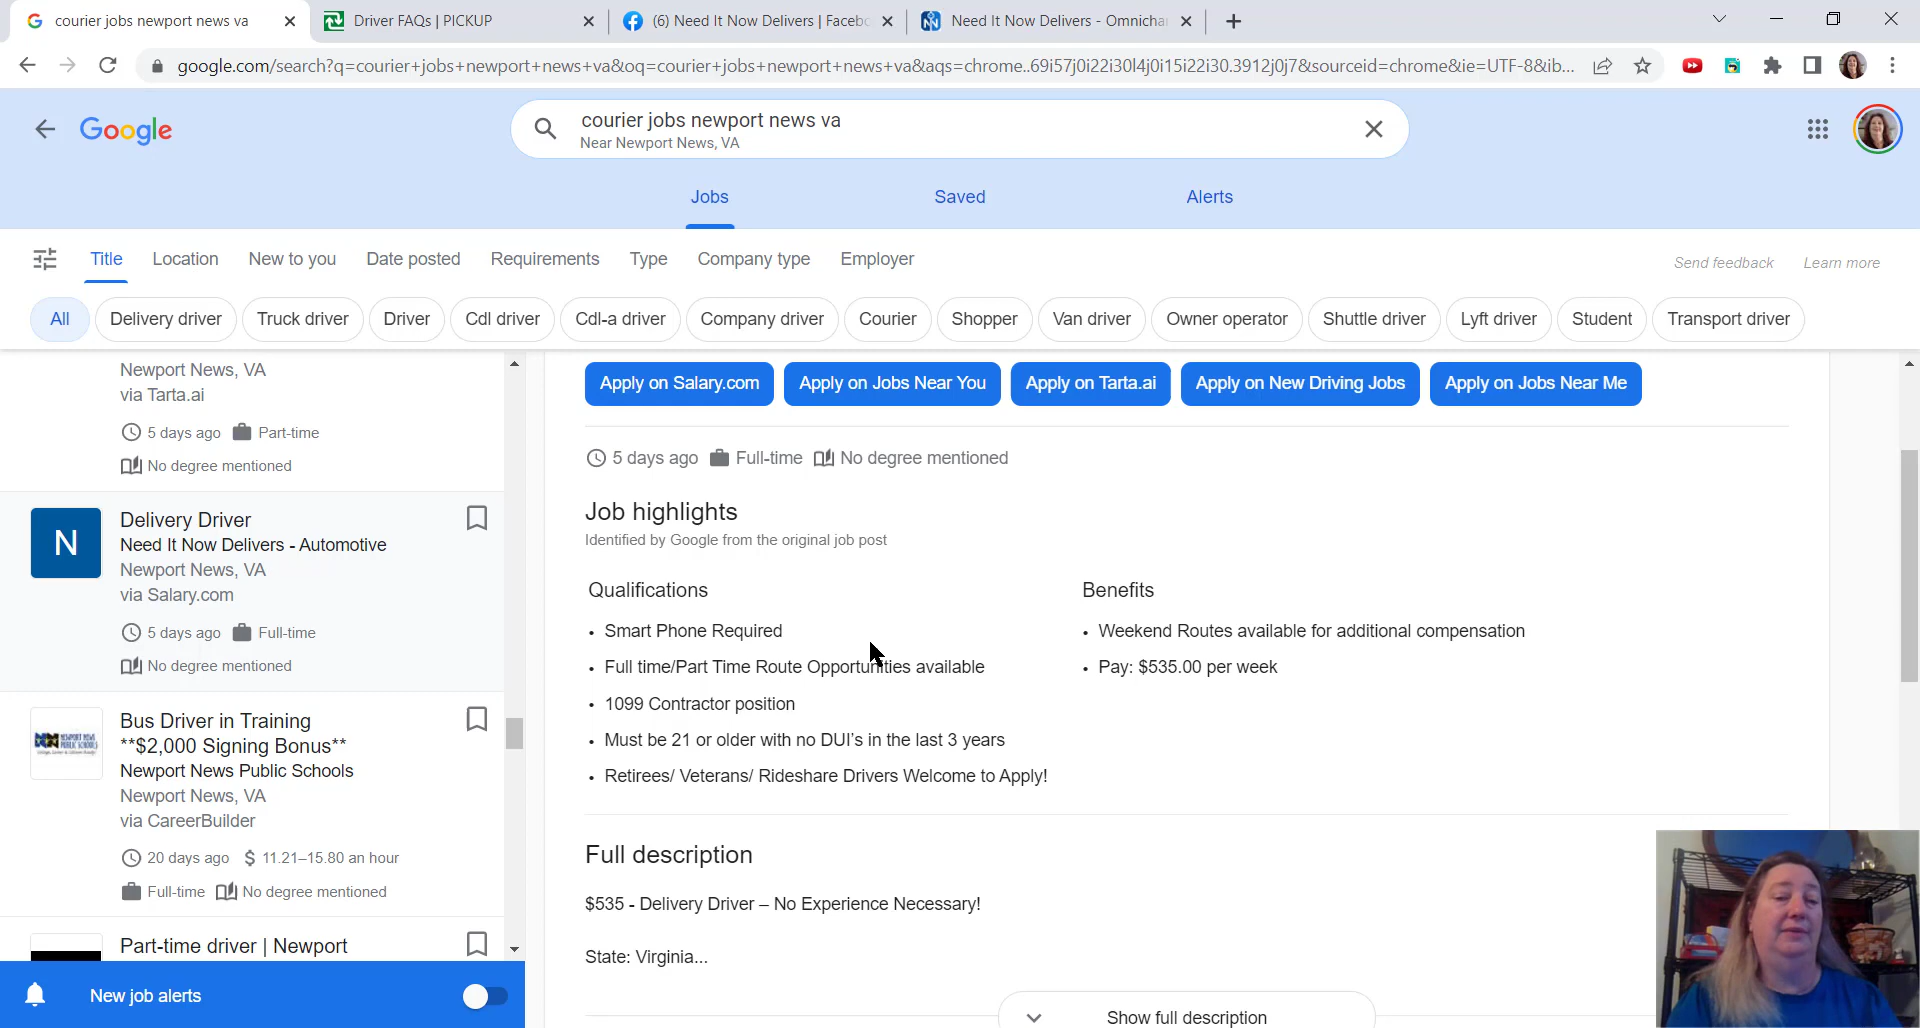 courier jobs newport news va
Driver FAQs | PICKUP
(6) Need It Now Delivers | Facebo
Need It Now Delivers - Omnichan
google.com/search?q=courier+jobs+newport+news+va&oq=courier+jobs+newport+news+va&aqs=chrome..69i57j0i22i30l4j0i15i22i30.3912j0j7&sourceid=chrome&ie=UTF-8&ib...
Google
courier jobs newport news va
Near Newport News, VA
Jobs
Saved
Alerts
Title
Location
New to you
Date posted
Requirements
Type
Company type
Employer
Send feedback
Learn more
All
Delivery driver
Truck driver
Driver
Cdl driver
Cdl-a driver
Company driver
Courier
Shopper
Van driver
Owner operator
Shuttle driver
Lyft driver
Student
Transport driver
Newport News, VA
via Tarta.ai
5 days ago Part-time
No degree mentioned
N
Delivery Driver
Need It Now Delivers - Automotive
Newport News, VA
via Salary.com
5 days ago Full-time
No degree mentioned
Bus Driver in Training
**$2,000 Signing Bonus**
Newport News Public Schools
Newport News, VA
via CareerBuilder
20 days ago $ 11.21–15.80 an hour
Full-time No degree mentioned
Part-time driver | Newport
New job alerts
Apply on Salary.com
Apply on Jobs Near You
Apply on Tarta.ai
Apply on New Driving Jobs
Apply on Jobs Near Me
5 days ago Full-time No degree mentioned
Job highlights
Identified by Google from the original job post
Qualifications
• Smart Phone Required
• Full time/Part Time Route Opportunities available
• 1099 Contractor position
• Must be 21 or older with no DUI's in the last 3 years
• Retirees/ Veterans/ Rideshare Drivers Welcome to Apply!
Benefits
• Weekend Routes available for additional compensation
• Pay: $535.00 per week
Full description
$535 - Delivery Driver – No Experience Necessary!
State: Virginia...
Show full description